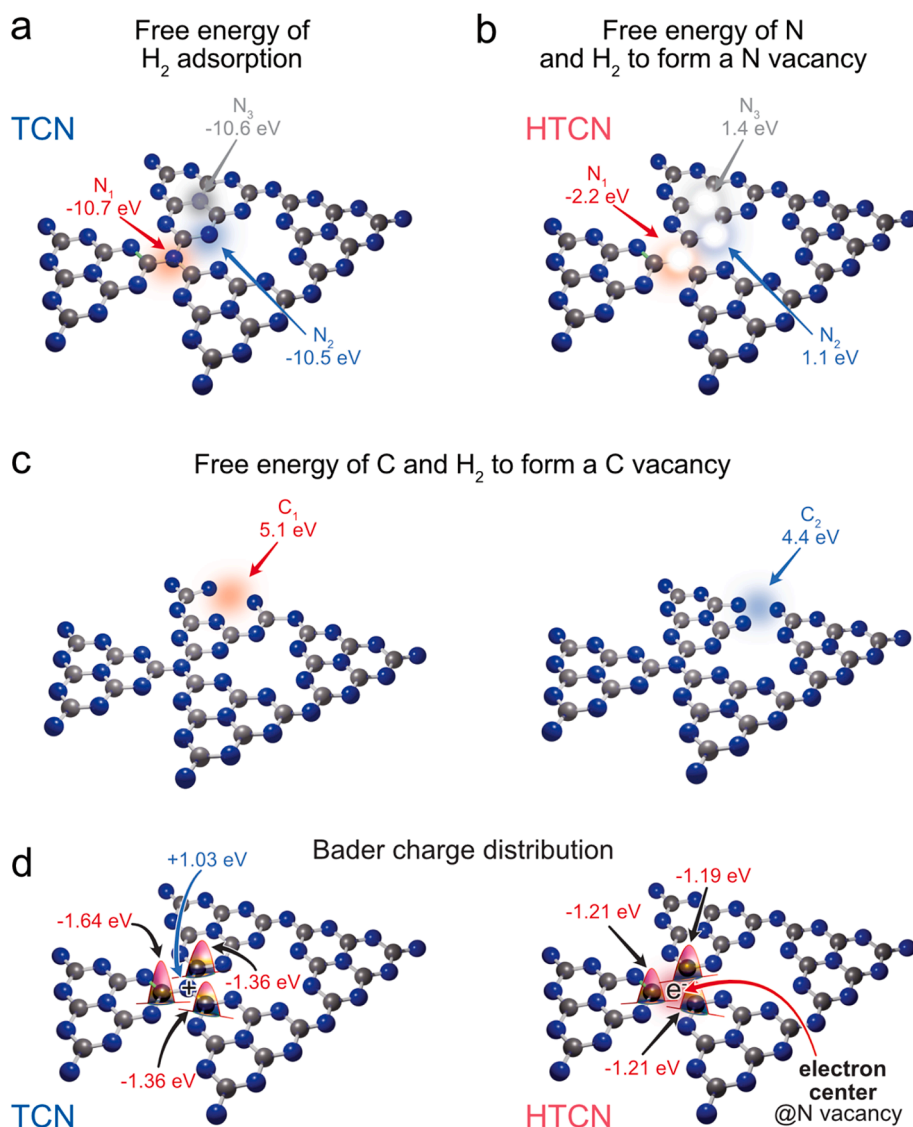 a
Free energy of
H₂ adsorption
TCN
N₃
-10.6 eV
N₁
-10.7 eV
N₂
-10.5 eV
b
Free energy of N
and H₂ to form a N vacancy
HTCN
N₃
1.4 eV
N₁
-2.2 eV
N₂
1.1 eV
c
Free energy of C and H₂ to form a C vacancy
C₁
5.1 eV
C₂
4.4 eV
d
Bader charge distribution
+1.03 eV
-1.64 eV
+
-1.36 eV
-1.36 eV
TCN
-1.19 eV
-1.21 eV
e⁻
-1.21 eV
electron
center
@N vacancy
HTCN